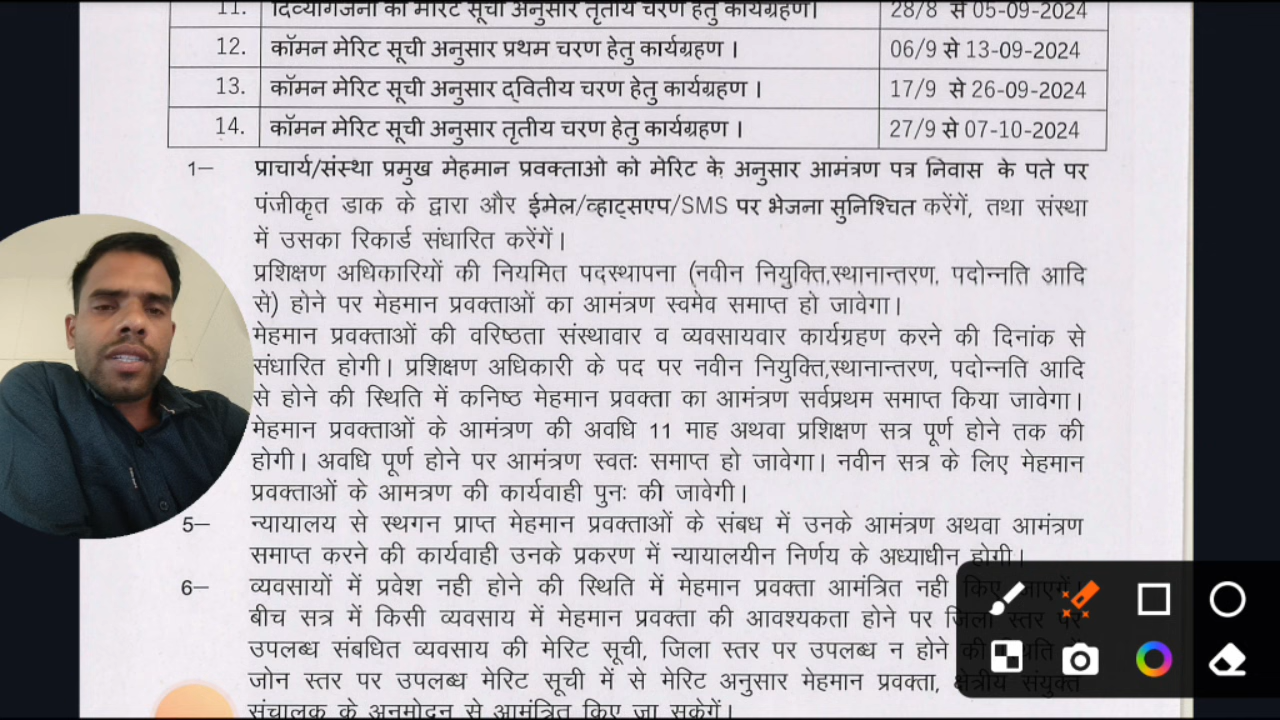 11. दिव्यांगजनों की मेरिट सूची अनुसार तृतीय चरण हेतु कार्यग्रहण। 28/8 से 05-09-2024
12. कॉमन मेरिट सूची अनुसार प्रथम चरण हेतु कार्यग्रहण । 06/9 से 13-09-2024
13. कॉमन मेरिट सूची अनुसार द्वितीय चरण हेतु कार्यग्रहण । 17/9 से 26-09-2024
14. कॉमन मेरिट सूची अनुसार तृतीय चरण हेतु कार्यग्रहण । 27/9 से 07-10-2024
1— प्राचार्य/संस्था प्रमुख मेहमान प्रवक्ताओ को मेरिट के अनुसार आमंत्रण पत्र निवास के पते पर
पंजीकृत डाक के द्वारा और ईमेल/व्हाट्सएप/SMS पर भेजना सुनिश्चित करेंगें, तथा संस्था
में उसका रिकार्ड संधारित करेंगें।
प्रशिक्षण अधिकारियों की नियमित पदस्थापना (नवीन नियुक्ति,स्थानान्तरण, पदोन्नति आदि
से) होने पर मेहमान प्रवक्ताओं का आमंत्रण स्वमेव समाप्त हो जावेगा।
मेहमान प्रवक्ताओं की वरिष्ठता संस्थावार व व्यवसायवार कार्यग्रहण करने की दिनांक से
संधारित होगी। प्रशिक्षण अधिकारी के पद पर नवीन नियुक्ति,स्थानान्तरण, पदोन्नति आदि
से होने की स्थिति में कनिष्ठ मेहमान प्रवक्ता का आमंत्रण सर्वप्रथम समाप्त किया जावेगा।
मेहमान प्रवक्ताओं के आमंत्रण की अवधि 11 माह अथवा प्रशिक्षण सत्र पूर्ण होने तक की
होगी। अवधि पूर्ण होने पर आमंत्रण स्वतः समाप्त हो जावेगा। नवीन सत्र के लिए मेहमान
प्रवक्ताओं के आमत्रण की कार्यवाही पुनः की जावेगी।
5— न्यायालय से स्थगन प्राप्त मेहमान प्रवक्ताओं के संबध में उनके आमंत्रण अथवा आमंत्रण
समाप्त करने की कार्यवाही उनके प्रकरण में न्यायालयीन निर्णय के अध्याधीन होगी।
6— व्यवसायों में प्रवेश नही होने की स्थिति में मेहमान प्रवक्ता आमंत्रित नही किए जाएगें।
बीच सत्र में किसी व्यवसाय में मेहमान प्रवक्ता की आवश्यकता होने पर जिला स्तर पर
उपलब्ध संबधित व्यवसाय की मेरिट सूची, जिला स्तर पर उपलब्ध न होने की स्थिति में
जोन स्तर पर उपलब्ध मेरिट सूची में से मेरिट अनुसार मेहमान प्रवक्ता, क्षेत्रीय संयुक्त
संचालक के अनुमोदन से आमंत्रित किए जा सकेगें।